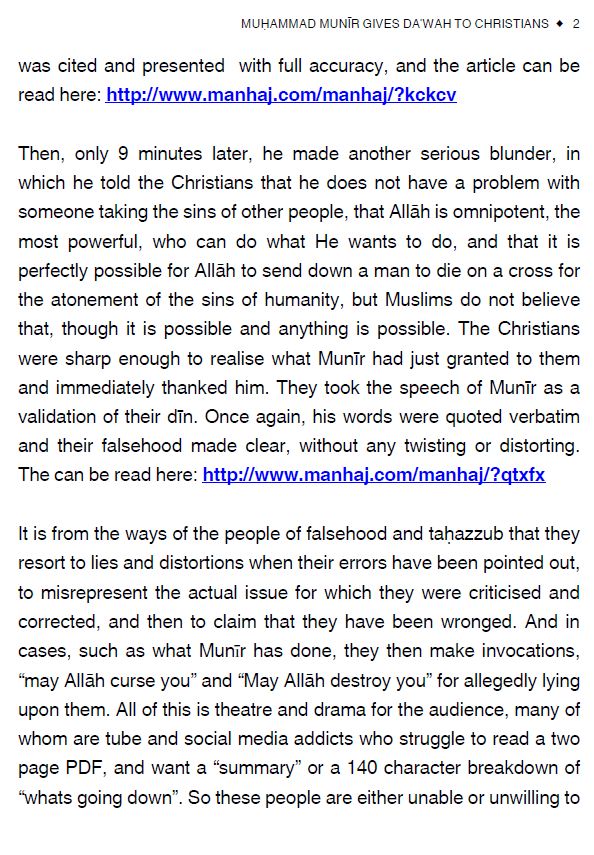 MUḤAMMAD MUNĪR GIVES DAʿWAH TO CHRISTIANS ◆ 2
was cited and presented with full accuracy, and the article can be
read here: http://www.manhaj.com/manhaj/?kckcv
Then, only 9 minutes later, he made another serious blunder, in
which he told the Christians that he does not have a problem with
someone taking the sins of other people, that Allāh is omnipotent, the
most powerful, who can do what He wants to do, and that it is
perfectly possible for Allāh to send down a man to die on a cross for
the atonement of the sins of humanity, but Muslims do not believe
that, though it is possible and anything is possible. The Christians
were sharp enough to realise what Munīr had just granted to them
and immediately thanked him. They took the speech of Munīr as a
validation of their dīn. Once again, his words were quoted verbatim
and their falsehood made clear, without any twisting or distorting.
The can be read here: http://www.manhaj.com/manhaj/?qtxfx
It is from the ways of the people of falsehood and taḥazzub that they
resort to lies and distortions when their errors have been pointed out,
to misrepresent the actual issue for which they were criticised and
corrected, and then to claim that they have been wronged. And in
cases, such as what Munīr has done, they then make invocations,
“may Allāh curse you” and “May Allāh destroy you” for allegedly lying
upon them. All of this is theatre and drama for the audience, many of
whom are tube and social media addicts who struggle to read a two
page PDF, and want a “summary” or a 140 character breakdown of
“whats going down”. So these people are either unable or unwilling to